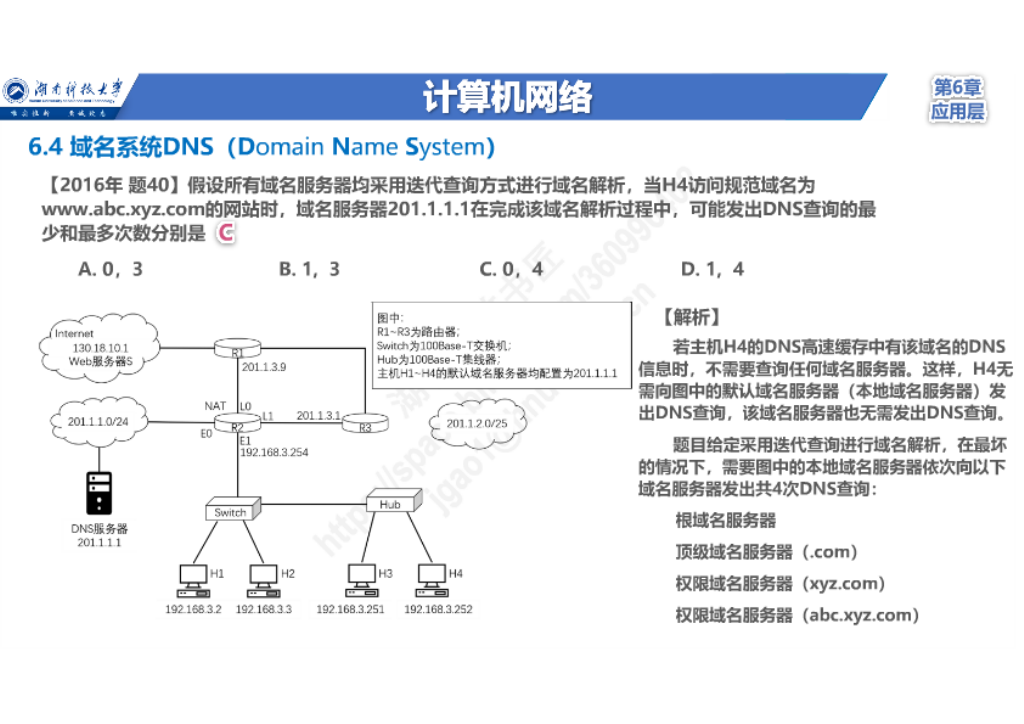 湖南科技大学
计算机网络
第6章
应用层
6.4 域名系统DNS（Domain Name System）
【2016年 题40】假设所有域名服务器均采用迭代查询方式进行域名解析，当H4访问规范域名为
www.abc.xyz.com的网站时，域名服务器201.1.1.1在完成该域名解析过程中，可能发出DNS查询的最
少和最多次数分别是 C
A. 0，3 B. 1，3 C. 0，4 D. 1，4
图中：
R1~R3为路由器；
Switch为100Base-T交换机；
Hub为100Base-T集线器；
主机H1~H4的默认域名服务器均配置为201.1.1.1
Internet
130.18.10.1
Web服务器S
R1
201.1.3.9
NAT L0
L1
201.1.3.1
201.1.1.0/24
R2
R3
201.1.2.0/25
E0
E1
192.168.3.254
DNS服务器
201.1.1.1
Switch
Hub
H1 H2 H3 H4
192.168.3.2 192.168.3.3 192.168.3.251 192.168.3.252
【解析】
若主机H4的DNS高速缓存中有该域名的DNS
信息时，不需要查询任何域名服务器。这样，H4无
需向图中的默认域名服务器（本地域名服务器）发
出DNS查询，该域名服务器也无需发出DNS查询。
题目给定采用迭代查询进行域名解析，在最坏
的情况下，需要图中的本地域名服务器依次向以下
域名服务器发出共4次DNS查询：
根域名服务器
顶级域名服务器（.com）
权限域名服务器（xyz.com）
权限域名服务器（abc.xyz.com）